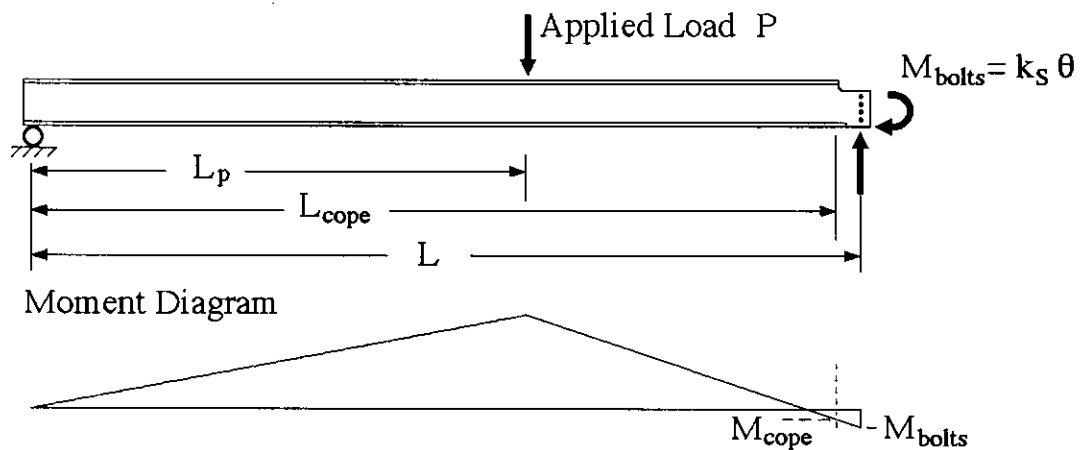 Applied Load P
M_bolts = k_S θ
L_p
L_cope
L
Moment Diagram
M_cope
M_bolts